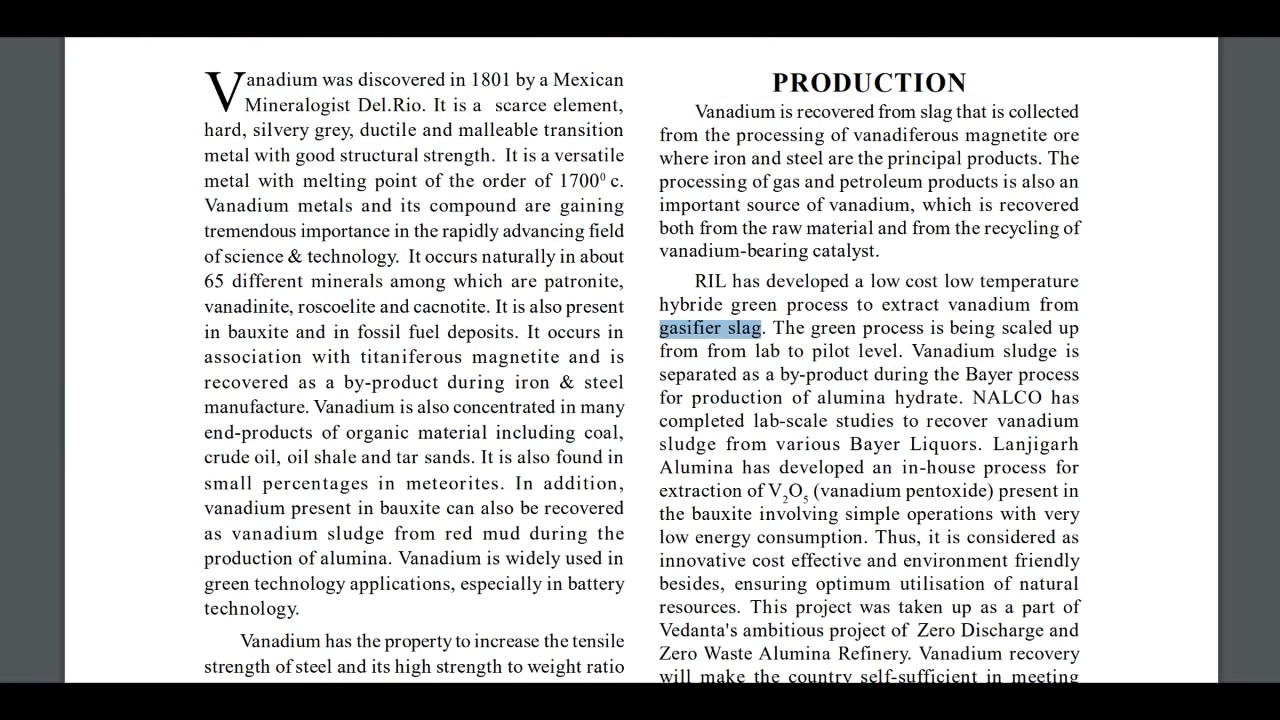 Vanadium was discovered in 1801 by a Mexican
Mineralogist Del.Rio. It is a scarce element,
hard, silvery grey, ductile and malleable transition
metal with good structural strength. It is a versatile
metal with melting point of the order of 1700⁰ c.
Vanadium metals and its compound are gaining
tremendous importance in the rapidly advancing field
of science & technology. It occurs naturally in about
65 different minerals among which are patronite,
vanadinite, roscoelite and cacnotite. It is also present
in bauxite and in fossil fuel deposits. It occurs in
association with titaniferous magnetite and is
recovered as a by-product during iron & steel
manufacture. Vanadium is also concentrated in many
end-products of organic material including coal,
crude oil, oil shale and tar sands. It is also found in
small percentages in meteorites. In addition,
vanadium present in bauxite can also be recovered
as vanadium sludge from red mud during the
production of alumina. Vanadium is widely used in
green technology applications, especially in battery
technology.
Vanadium has the property to increase the tensile
strength of steel and its high strength to weight ratio
PRODUCTION
Vanadium is recovered from slag that is collected
from the processing of vanadiferous magnetite ore
where iron and steel are the principal products. The
processing of gas and petroleum products is also an
important source of vanadium, which is recovered
both from the raw material and from the recycling of
vanadium-bearing catalyst.
RIL has developed a low cost low temperature
hybride green process to extract vanadium from
gasifier slag. The green process is being scaled up
from from lab to pilot level. Vanadium sludge is
separated as a by-product during the Bayer process
for production of alumina hydrate. NALCO has
completed lab-scale studies to recover vanadium
sludge from various Bayer Liquors. Lanjigarh
Alumina has developed an in-house process for
extraction of V₂O₅ (vanadium pentoxide) present in
the bauxite involving simple operations with very
low energy consumption. Thus, it is considered as
innovative cost effective and environment friendly
besides, ensuring optimum utilisation of natural
resources. This project was taken up as a part of
Vedanta's ambitious project of Zero Discharge and
Zero Waste Alumina Refinery. Vanadium recovery
will make the country self-sufficient in meeting